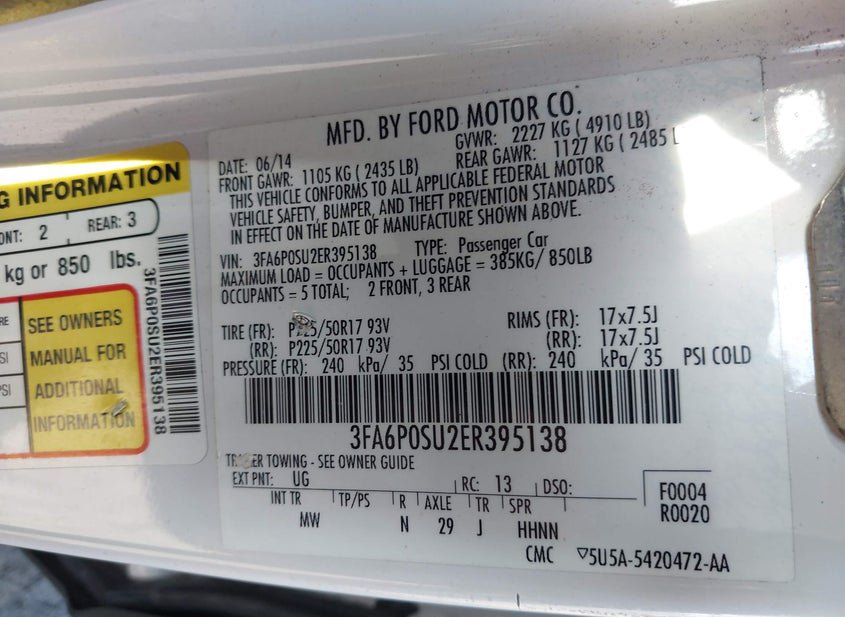 MFD. BY FORD MOTOR CO.
DATE: 06/14 GVWR: 2227 KG ( 4910 LB)
FRONT GAWR: 1105 KG ( 2435 LB) REAR GAWR: 1127 KG ( 2485 L
THIS VEHICLE CONFORMS TO ALL APPLICABLE FEDERAL MOTOR
VEHICLE SAFETY, BUMPER, AND THEFT PREVENTION STANDARDS
IN EFFECT ON THE DATE OF MANUFACTURE SHOWN ABOVE.
VIN: 3FA6P0SU2ER395138 TYPE: Passenger Car
MAXIMUM LOAD = OCCUPANTS + LUGGAGE = 385KG/ 850LB
OCCUPANTS = 5 TOTAL; 2 FRONT, 3 REAR
TIRE (FR): P225/50R17 93V RIMS (FR): 17x7.5J
(RR): P225/50R17 93V (RR): 17x7.5J
PRESSURE (FR): 240 kPa/ 35 PSI COLD (RR): 240 kPa/ 35 PSI COLD
3FA6P0SU2ER395138
TOWING - SEE OWNER GUIDE
EXT PNT: UG RC: 13 DSO:
INT TR TP/PS R AXLE TR SPR F0004
MW N 29 J HHNN R0020
CMC ▽5U5A-5420472-AA
G INFORMATION
ONT: 2 REAR: 3
kg or 850 lbs.
RE
SI
PSI
SEE OWNERS
MANUAL FOR
ADDITIONAL
INFORMATION
3FA6P0SU2ER395138